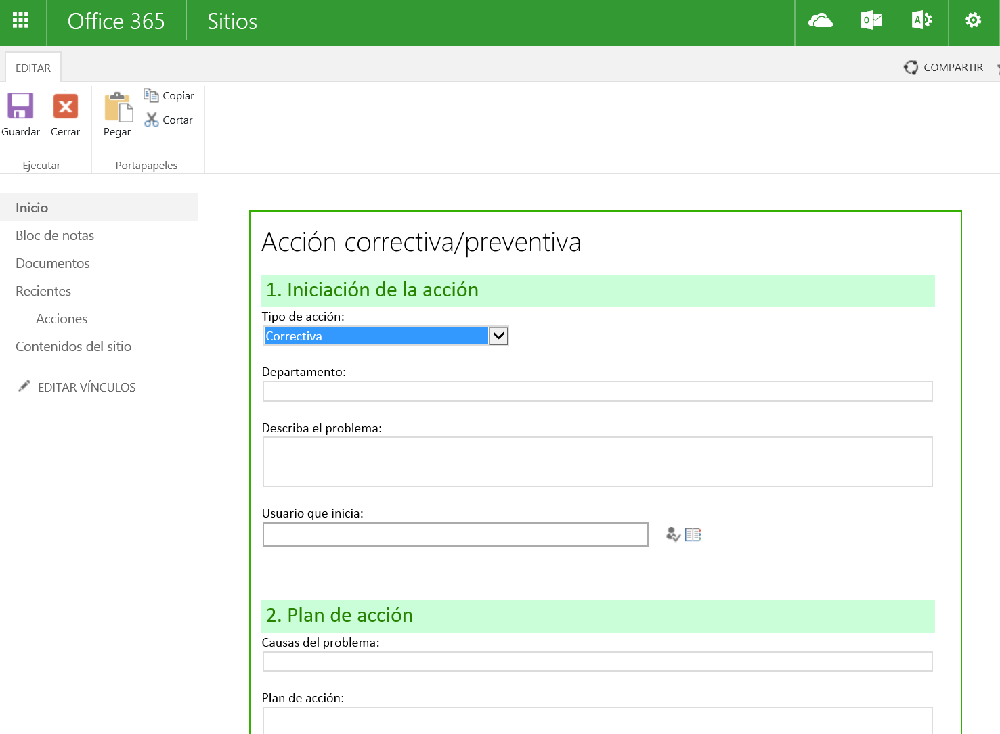 Office 365
Sitios
EDITAR
COMPARTIR
Guardar
Cerrar
Pegar
Copiar
Cortar
Ejecutar
Portapapeles
Inicio
Bloc de notas
Documentos
Recientes
Acciones
Contenidos del sitio
EDITAR VÍNCULOS
Acción correctiva/preventiva
1. Iniciación de la acción
Tipo de acción:
Correctiva
Departamento:
Describa el problema:
Usuario que inicia:
2. Plan de acción
Causas del problema:
Plan de acción: